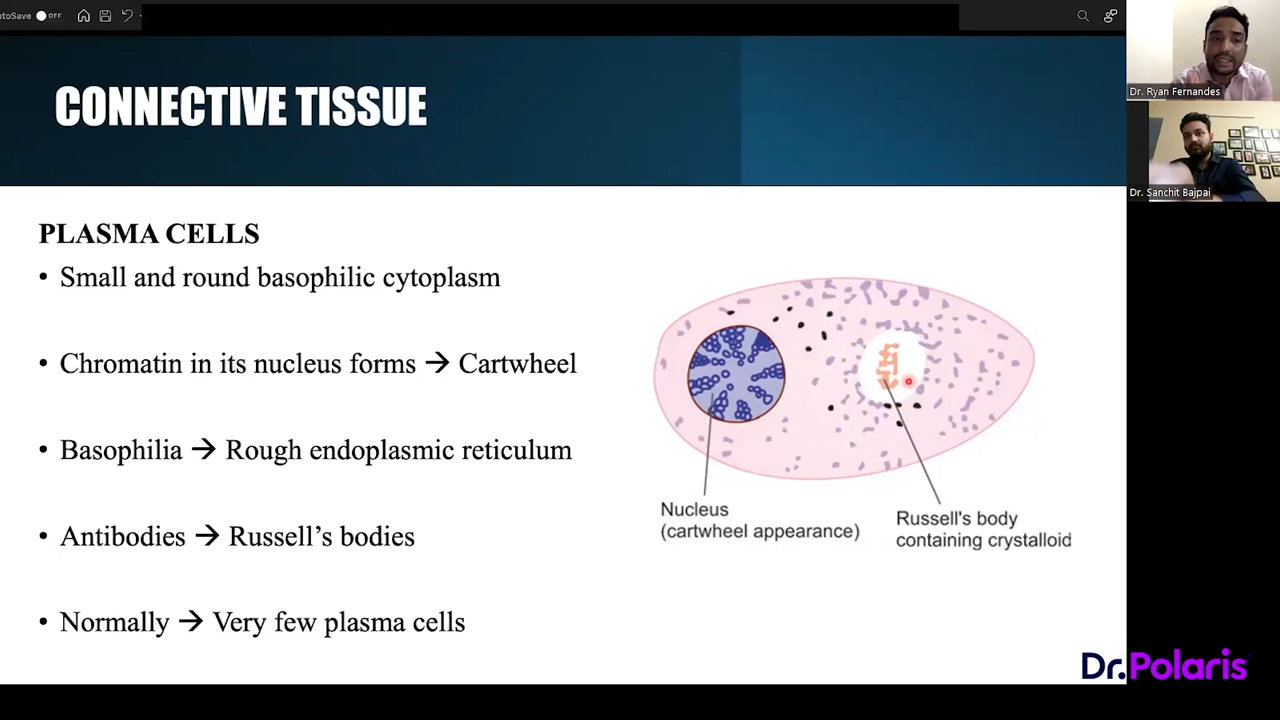 utoSave OFF
Dr. Ryan Fernandes
Dr. Sanchit Bajpai
CONNECTIVE TISSUE
PLASMA CELLS
• Small and round basophilic cytoplasm
• Chromatin in its nucleus forms → Cartwheel
• Basophilia → Rough endoplasmic reticulum
• Antibodies → Russell’s bodies
• Normally → Very few plasma cells
Nucleus
(cartwheel appearance)
Russell's body
containing crystalloid
Dr.Polaris